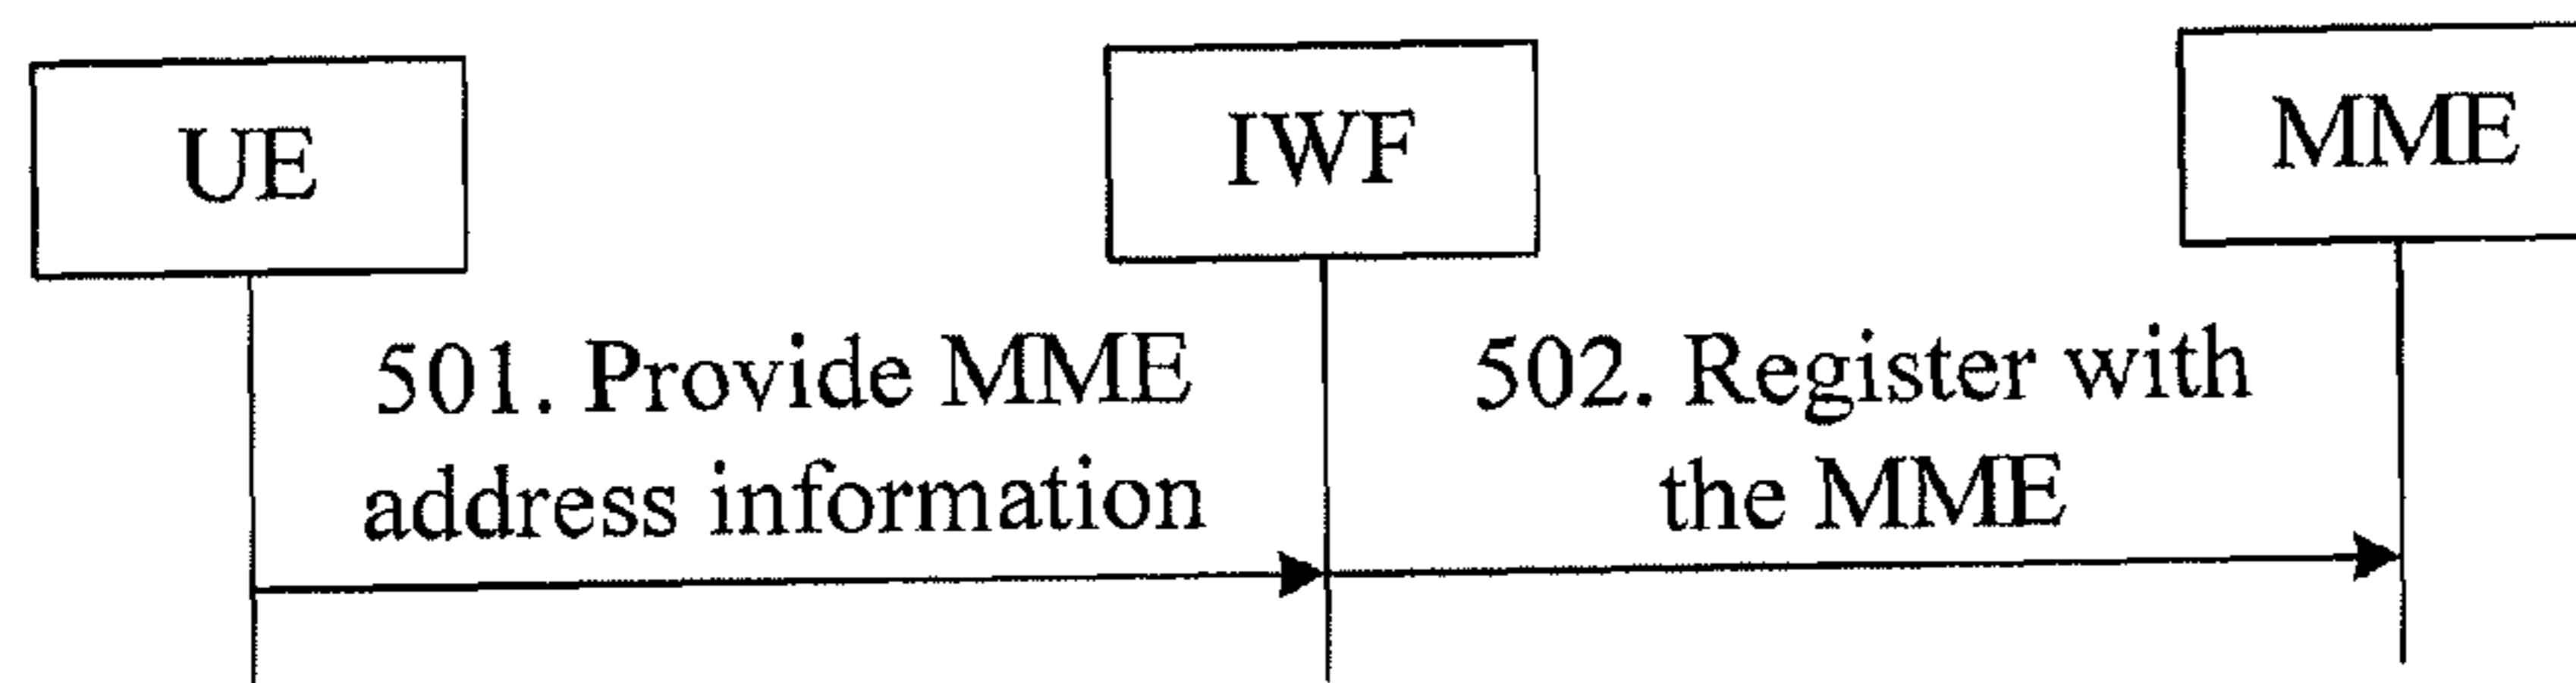 UE
IWF
MME
501. Provide MME
address information
502. Register with
the MME